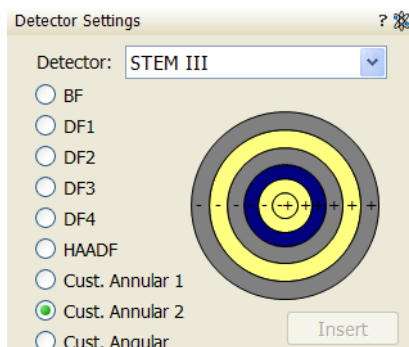 Detector Settings ?
Detector: STEM III
BF
DF1
DF2
DF3
DF4
HAADF
Cust. Annular 1
Cust. Annular 2
Cust. Angular
Insert